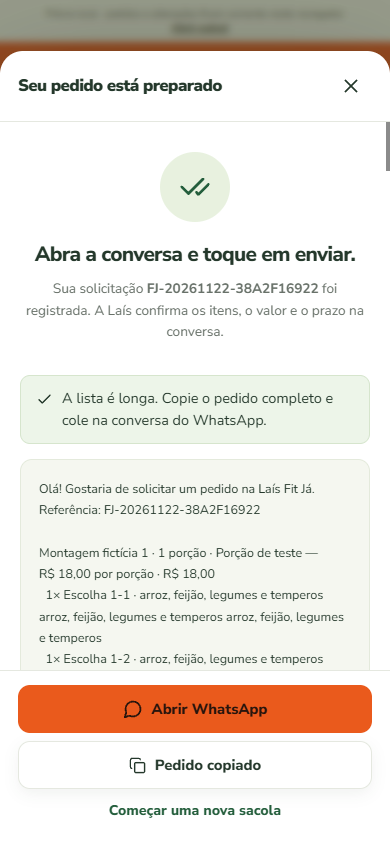 Seu pedido está preparado
Abra a conversa e toque em enviar.
Sua solicitação FJ-20261122-38A2F16922 foi
registrada. A Laís confirma os itens, o valor e o prazo na
conversa.
A lista é longa. Copie o pedido completo e
cole na conversa do WhatsApp.
Olá! Gostaria de solicitar um pedido na Laís Fit Já.
Referência: FJ-20261122-38A2F16922
Montagem fictícia 1 · 1 porção · Porção de teste —
R$ 18,00 por porção · R$ 18,00
1× Escolha 1-1 · arroz, feijão, legumes e temperos
arroz, feijão, legumes e temperos arroz, feijão, legumes
e temperos
1× Escolha 1-2 · arroz, feijão, legumes e temperos
Abrir WhatsApp
Pedido copiado
Começar uma nova sacola